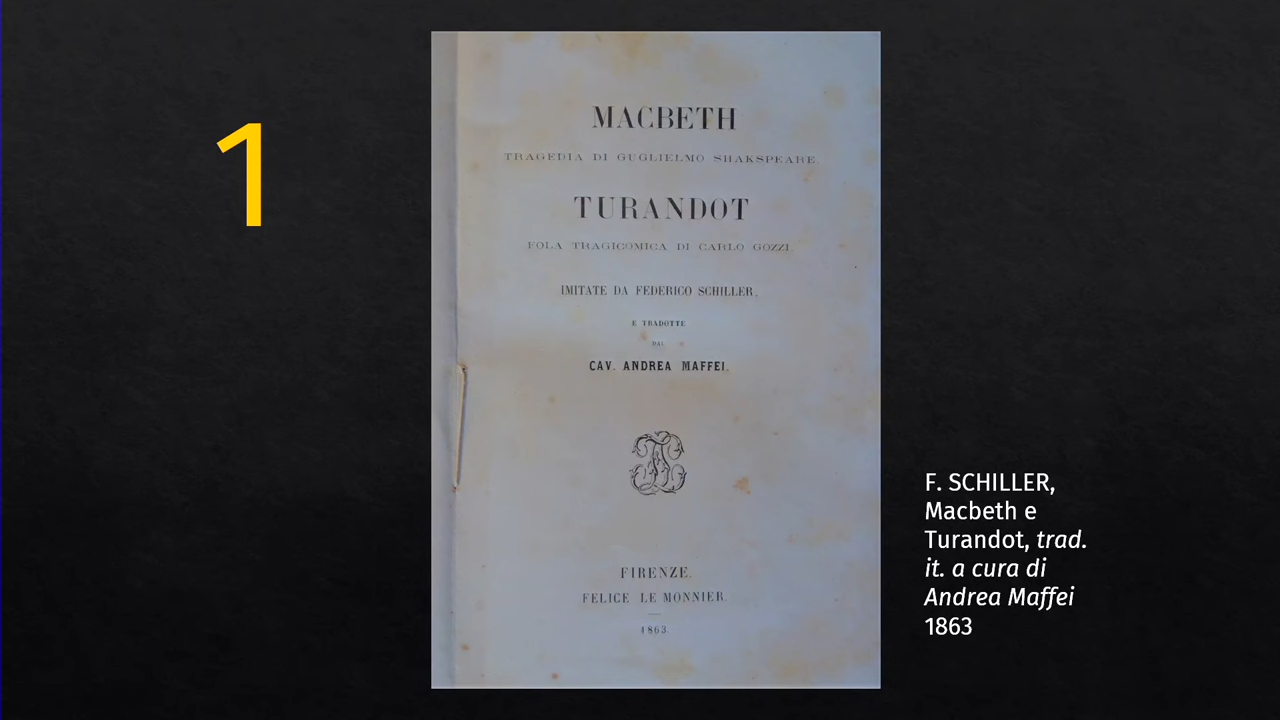 1
MACBETH
TRAGEDIA DI GUGLIELMO SHAKSPEARE.
TURANDOT
FOLA TRAGICOMICA DI CARLO GOZZI.
IMITATE DA FEDERICO SCHILLER,
E TRADOTTE
DAL
CAV. ANDREA MAFFEI.
FIRENZE.
FELICE LE MONNIER.
1863.
F. SCHILLER,
Macbeth e
Turandot, trad.
it. a cura di
Andrea Maffei
1863